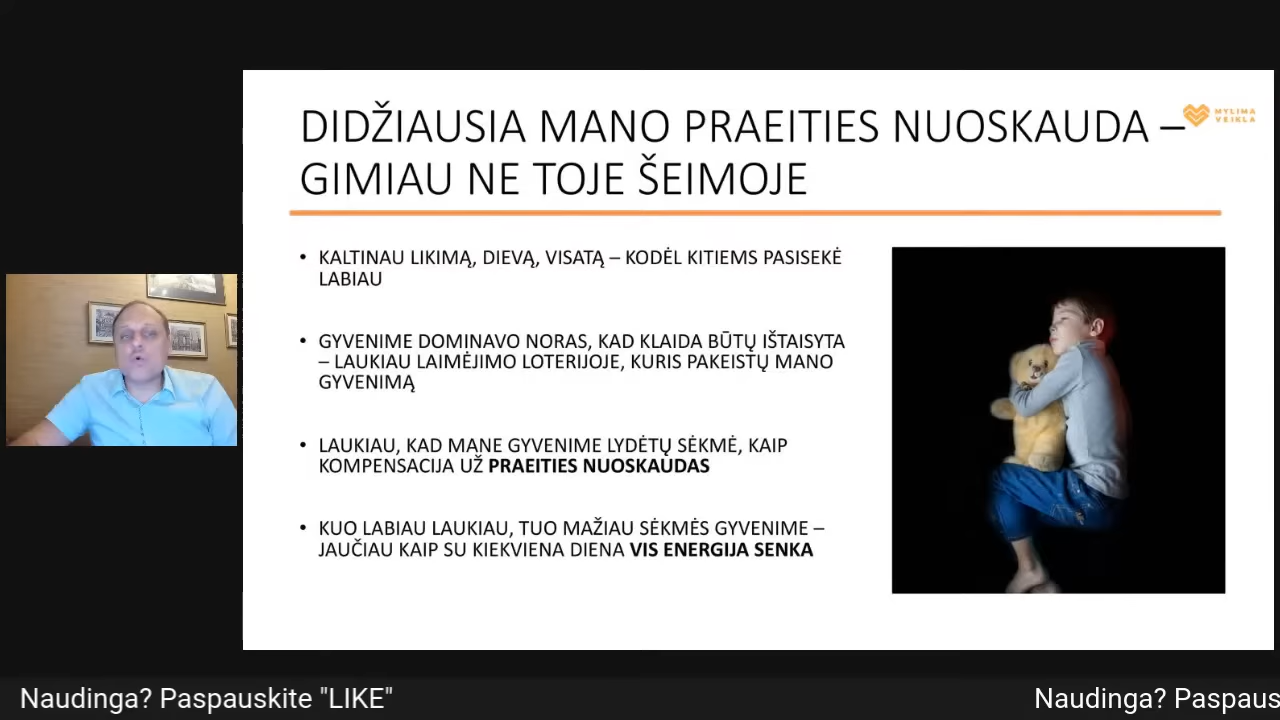 DIDŽIAUSIA MANO PRAEITIES NUOSKAUDA –
GIMIAU NE TOJE ŠEIMOJE
MYLIMA
VEIKLA
• KALTINAU LIKIMĄ, DIEVĄ, VISATĄ – KODĖL KITIEMS PASISEKĖ
LABIAU
• GYVENIME DOMINAVO NORAS, KAD KLAIDA BŪTŲ IŠTAISYTA
– LAUKIAU LAIMĖJIMO LOTERIJOJE, KURIS PAKEISTŲ MANO
GYVENIMĄ
• LAUKIAU, KAD MANE GYVENIME LYDĖTŲ SĖKMĖ, KAIP
KOMPENSACIJA UŽ PRAEITIES NUOSKAUDAS
• KUO LABIAU LAUKIAU, TUO MAŽIAU SĖKMĖS GYVENIME –
JAUČIAU KAIP SU KIEKVIENA DIENA VIS ENERGIJA SENKA
Naudinga? Paspauskite "LIKE"
Naudinga? Paspaus